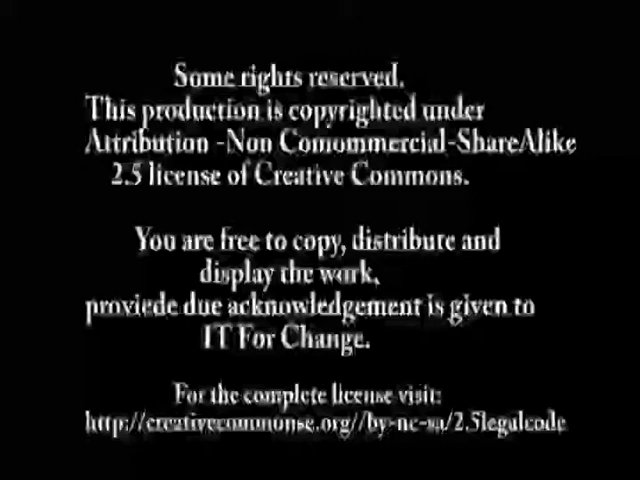 Some rights reserved.
This production is copyrighted under
Attribution -Non Comommercial-ShareAlike
2.5 license of Creative Commons.
You are free to copy, distribute and
display the work,
proviede due acknowledgement is given to
IT For Change.
For the complete license visit:
http://creativecommonse.org//by-nc-sa/2.5legalcode